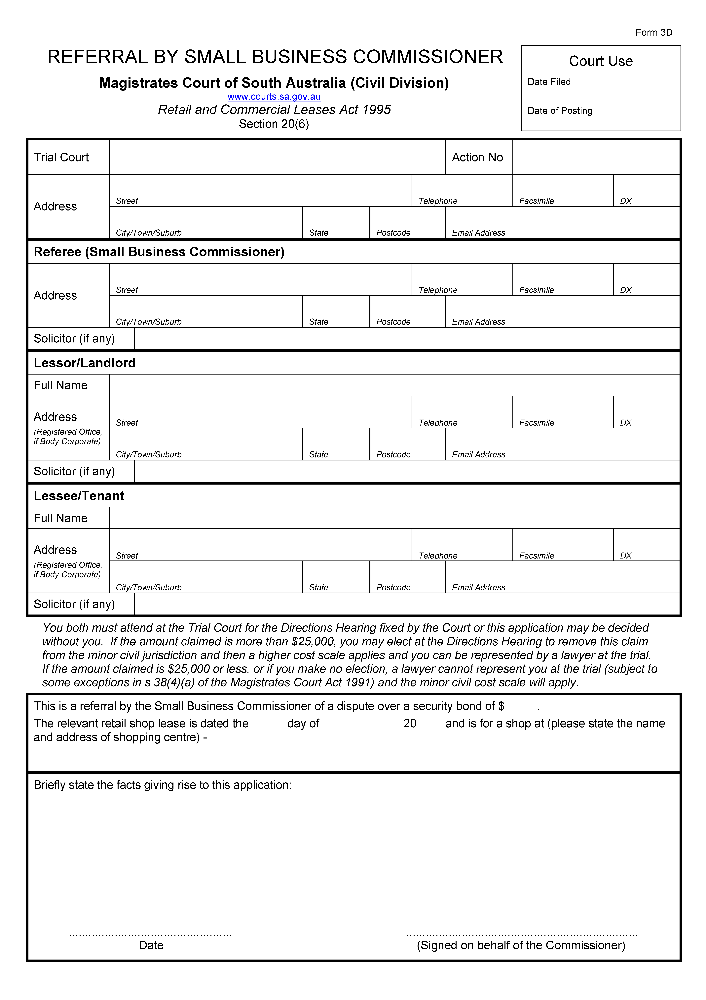 Form 3D
REFERRAL BY SMALL BUSINESS COMMISSIONER
Magistrates Court of South Australia (Civil Division)
www.courts.sa.gov.au
Retail and Commercial Leases Act 1995
Section 20(6)
Court Use
Date Filed
Date of Posting
Trial Court
Action No
Address
Street
Telephone
Facsimile
DX
City/Town/Suburb
State
Postcode
Email Address
Referee (Small Business Commissioner)
Address
Street
Telephone
Facsimile
DX
City/Town/Suburb
State
Postcode
Email Address
Solicitor (if any)
Lessor/Landlord
Full Name
Address
(Registered Office,
if Body Corporate)
Street
Telephone
Facsimile
DX
City/Town/Suburb
State
Postcode
Email Address
Solicitor (if any)
Lessee/Tenant
Full Name
Address
(Registered Office,
if Body Corporate)
Street
Telephone
Facsimile
DX
City/Town/Suburb
State
Postcode
Email Address
Solicitor (if any)
You both must attend at the Trial Court for the Directions Hearing fixed by the Court or this application may be decided
without you.  If the amount claimed is more than $25,000, you may elect at the Directions Hearing to remove this claim
from the minor civil jurisdiction and then a higher cost scale applies and you can be represented by a lawyer at the trial.
If the amount claimed is $25,000 or less, or if you make no election, a lawyer cannot represent you at the trial (subject to
some exceptions in s 38(4)(a) of the Magistrates Court Act 1991) and the minor civil cost scale will apply.
This is a referral by the Small Business Commissioner of a dispute over a security bond of $ .
The relevant retail shop lease is dated the day of 20 and is for a shop at (please state the name
and address of shopping centre) -
Briefly state the facts giving rise to this application:
Date
(Signed on behalf of the Commissioner)